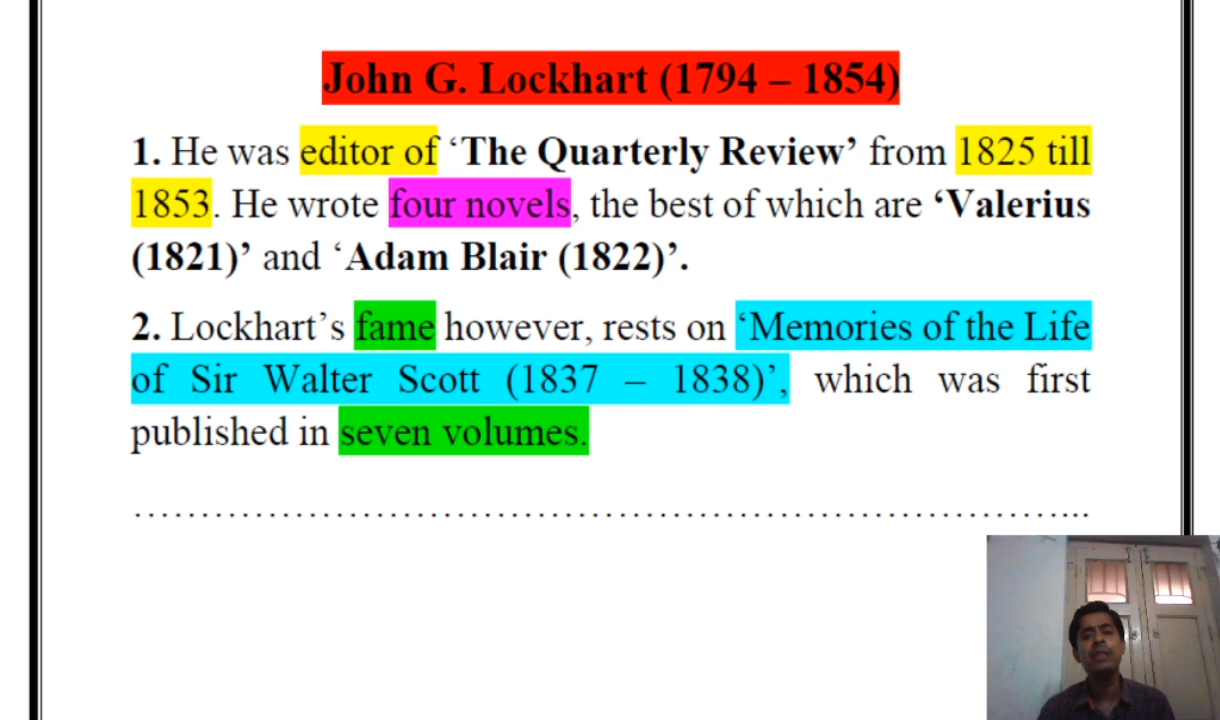 John G. Lockhart (1794 – 1854)
1. He was editor of ‘The Quarterly Review’ from 1825 till
1853. He wrote four novels, the best of which are ‘Valerius
(1821)’ and ‘Adam Blair (1822)’.
2. Lockhart’s fame however, rests on ‘Memories of the Life
of Sir Walter Scott (1837 – 1838)’, which was first
published in seven volumes.